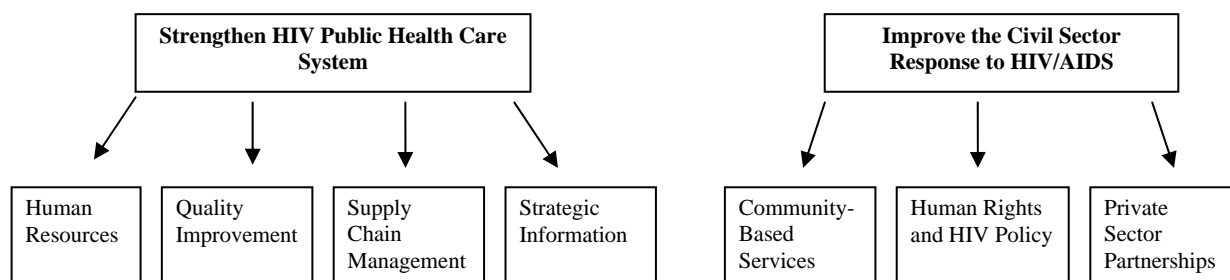 Strengthen HIV Public Health Care
System
Improve the Civil Sector
Response to HIV/AIDS
Human
Resources
Quality
Improvement
Supply
Chain
Management
Strategic
Information
Community-
Based
Services
Human Rights
and HIV Policy
Private
Sector
Partnerships